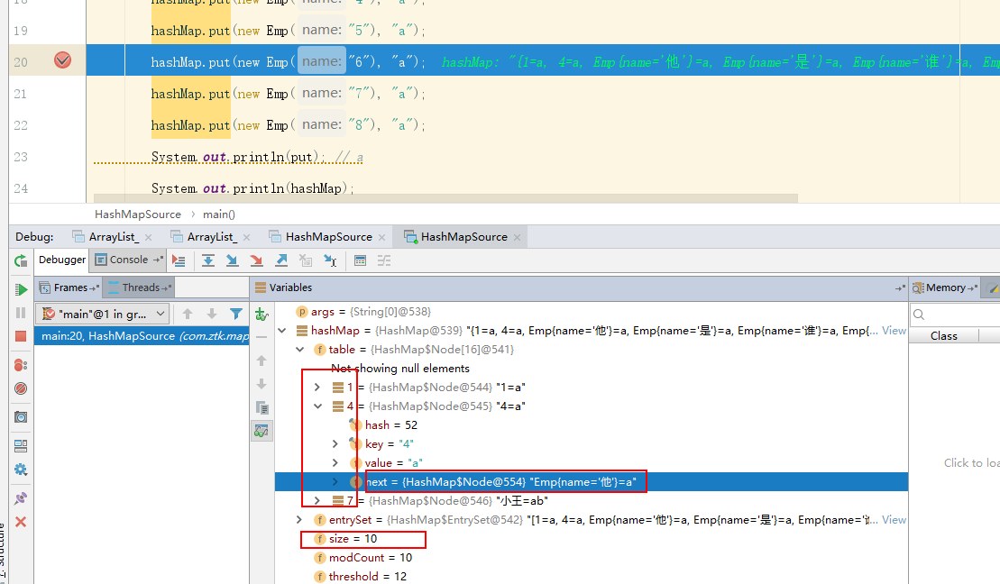 18 hashMap.put(new Emp( name: "4"), "a");
19 hashMap.put(new Emp( name: "5"), "a");
20 hashMap.put(new Emp( name: "6"), "a"); hashMap: "{1=a, 4=a, Emp{name='他'}=a, Emp{name='是'}=a, Emp{name='谁'}=a, Emp
21 hashMap.put(new Emp( name: "7"), "a");
22 hashMap.put(new Emp( name: "8"), "a");
23 System.out.println(put); // a
24 System.out.println(hashMap);
HashMapSource › main()
Debug: ArrayList_ × ArrayList_ × HashMapSource × HashMapSource ×
Debugger Console
Frames Threads Variables Memory
"main"@1 in gr...
main:20, HashMapSource (com.ztk.map
args = {String[0]@538}
hashMap = {HashMap@539} "{1=a, 4=a, Emp{name='他'}=a, Emp{name='是'}=a, Emp{name='谁'}=a, Emp{... View
table = {HashMap$Node[16]@541}
Not showing null elements
1 = {HashMap$Node@544} "1=a"
4 = {HashMap$Node@545} "4=a"
hash = 52
key = "4"
value = "a"
next = {HashMap$Node@554} "Emp{name='他'}=a"
7 = {HashMap$Node@546} "小王=ab"
entrySet = {HashMap$EntrySet@542} "[1=a, 4=a, Emp{name='他'}=a, Emp{name='是'}=a, Emp{name='谁... View
size = 10
modCount = 10
threshold = 12
Class
Click to loa
Structure